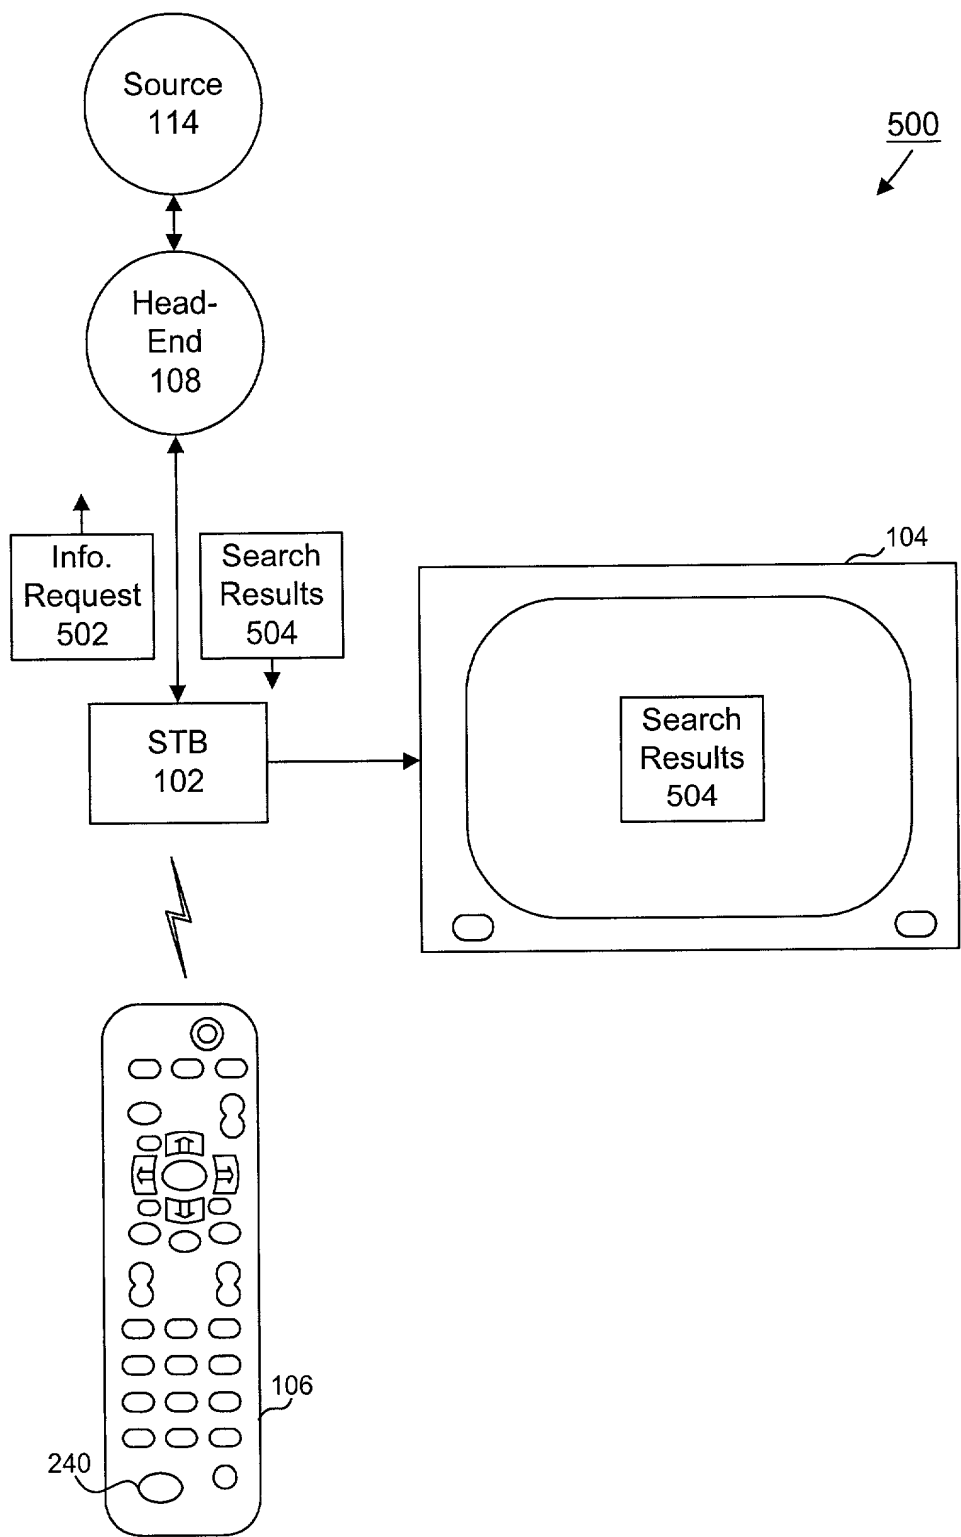 Source
114
500
Head-
End
108
Info.
Request
502
Search
Results
504
104
STB
102
Search
Results
504
106
240